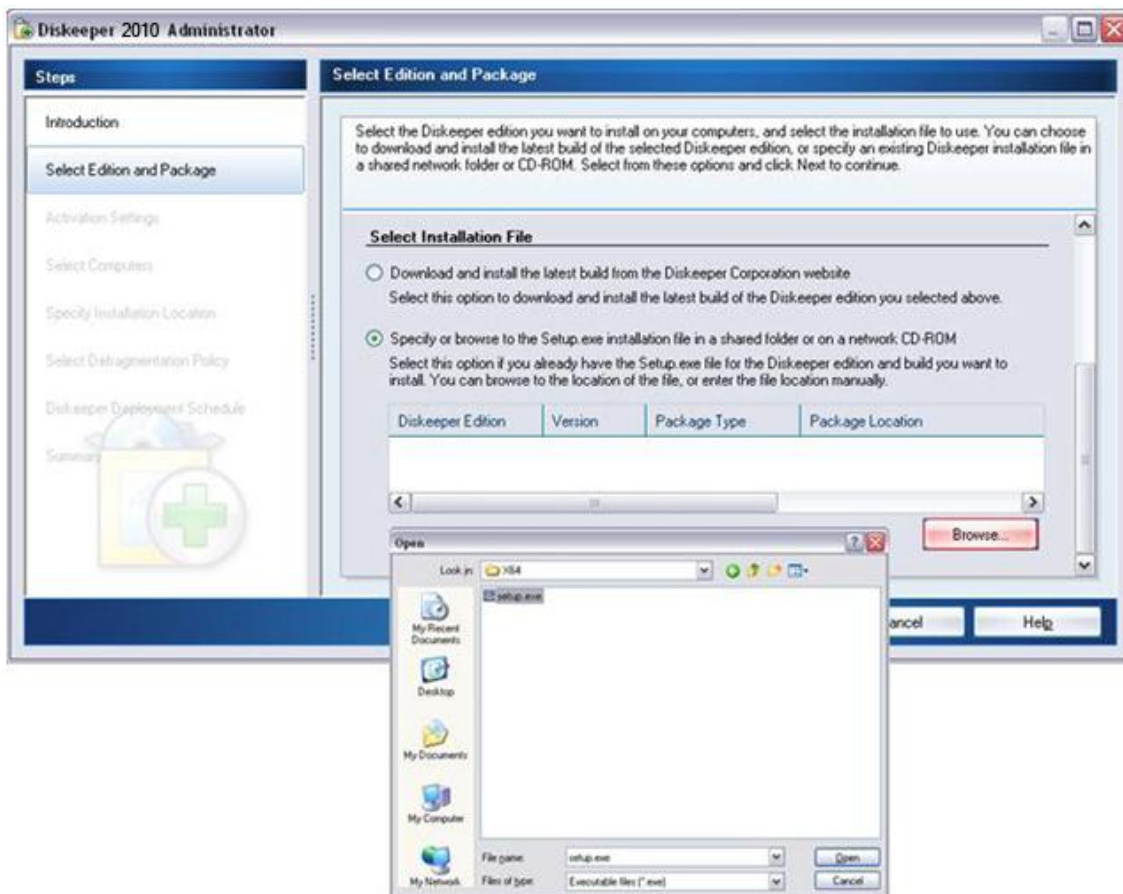 Diskeeper 2010 Administrator
Steps
Introduction
Select Edition and Package
Activation Settings
Select Computers
Specify Installation Location
Select Defragmentation Policy
Diskeeper Deployment Schedule
Summary
Select Edition and Package
Select the Diskeeper edition you want to install on your computers, and select the installation file to use. You can choose
to download and install the latest build of the selected Diskeeper edition, or specify an existing Diskeeper installation file in
a shared network folder or CD-ROM. Select from these options and click Next to continue.
Select Installation File
Download and install the latest build from the Diskeeper Corporation website
Select this option to download and install the latest build of the Diskeeper edition you selected above.
Specify or browse to the Setup.exe installation file in a shared folder or on a network CD-ROM
Select this option if you already have the Setup.exe file for the Diskeeper edition and build you want to
install. You can browse to the location of the file, or enter the file location manually.
Diskeeper Edition Version Package Type Package Location
Browse...
ancel Help
Open
Look in: X64
setup.exe
My Recent
Documents
Desktop
My Documents
My Computer
My Network
File name: setup.exe Open
Files of type: Executable files (*.exe) Cancel